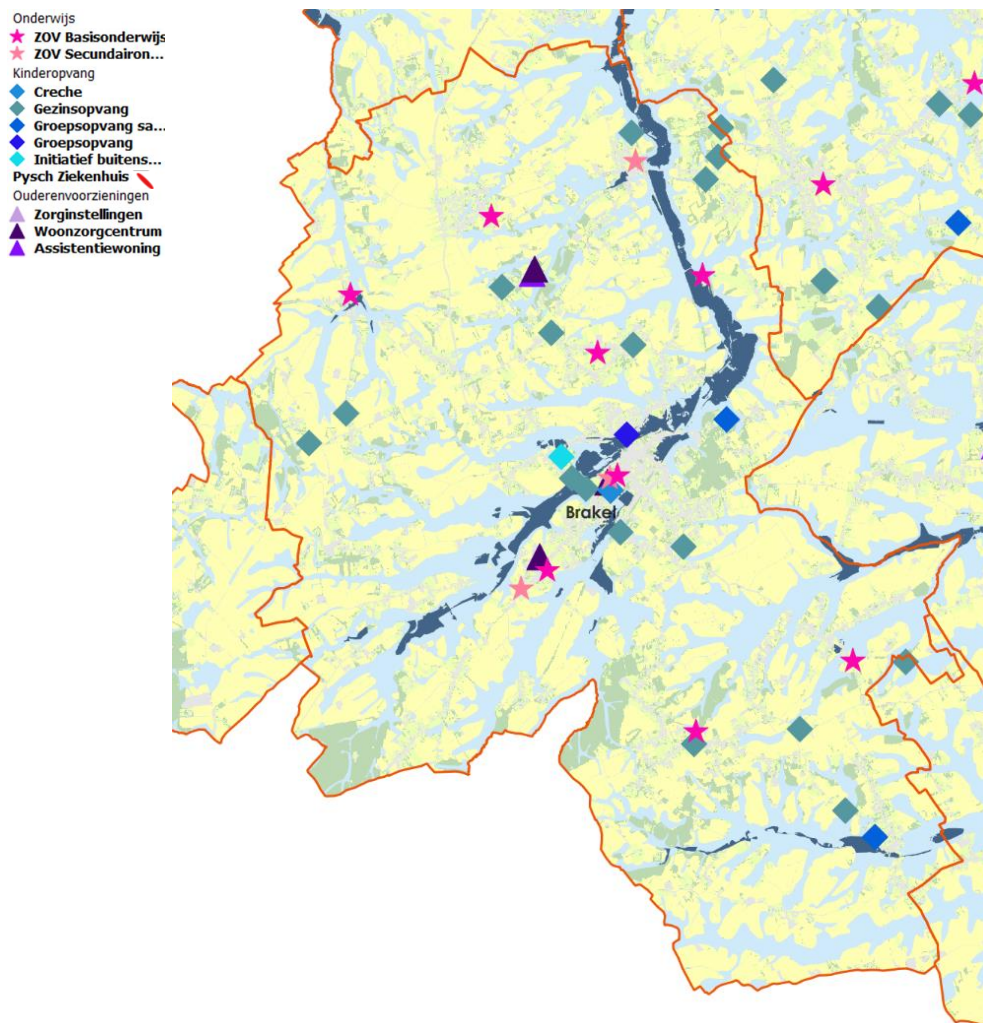 Onderwijs
ZOV Basisonderwijs
ZOV Secundairon...
Kinderopvang
Creche
Gezinsopvang
Groepsopvang sa...
Groepsopvang
Initiatief buitens...
Pysch Ziekenhuis
Ouderenvoorzieningen
Zorginstellingen
Woonzorgcentrum
Assistentiewoning
Brakel